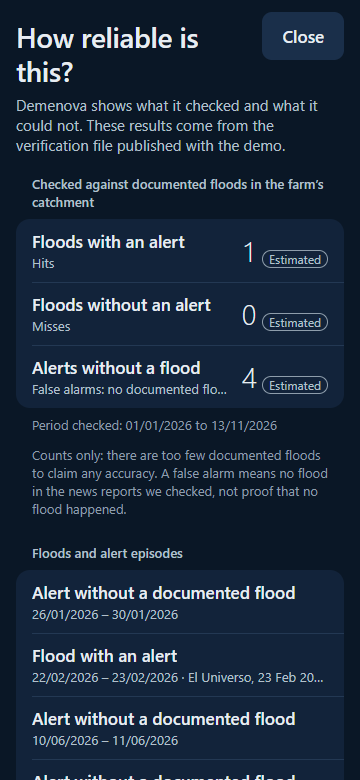 How reliable is
this?
Close
Demenova shows what it checked and what it
could not. These results come from the
verification file published with the demo.
Checked against documented floods in the farm's
catchment
Floods with an alert
Hits
1 Estimated
Floods without an alert
Misses
0 Estimated
Alerts without a flood
False alarms: no documented flo...
4 Estimated
Period checked: 01/01/2026 to 13/11/2026
Counts only: there are too few documented floods
to claim any accuracy. A false alarm means no flood
in the news reports we checked, not proof that no
flood happened.
Floods and alert episodes
Alert without a documented flood
26/01/2026 – 30/01/2026
Flood with an alert
22/02/2026 – 23/02/2026 · El Universo, 23 Feb 20...
Alert without a documented flood
10/06/2026 – 11/06/2026
Alert without a documented flood